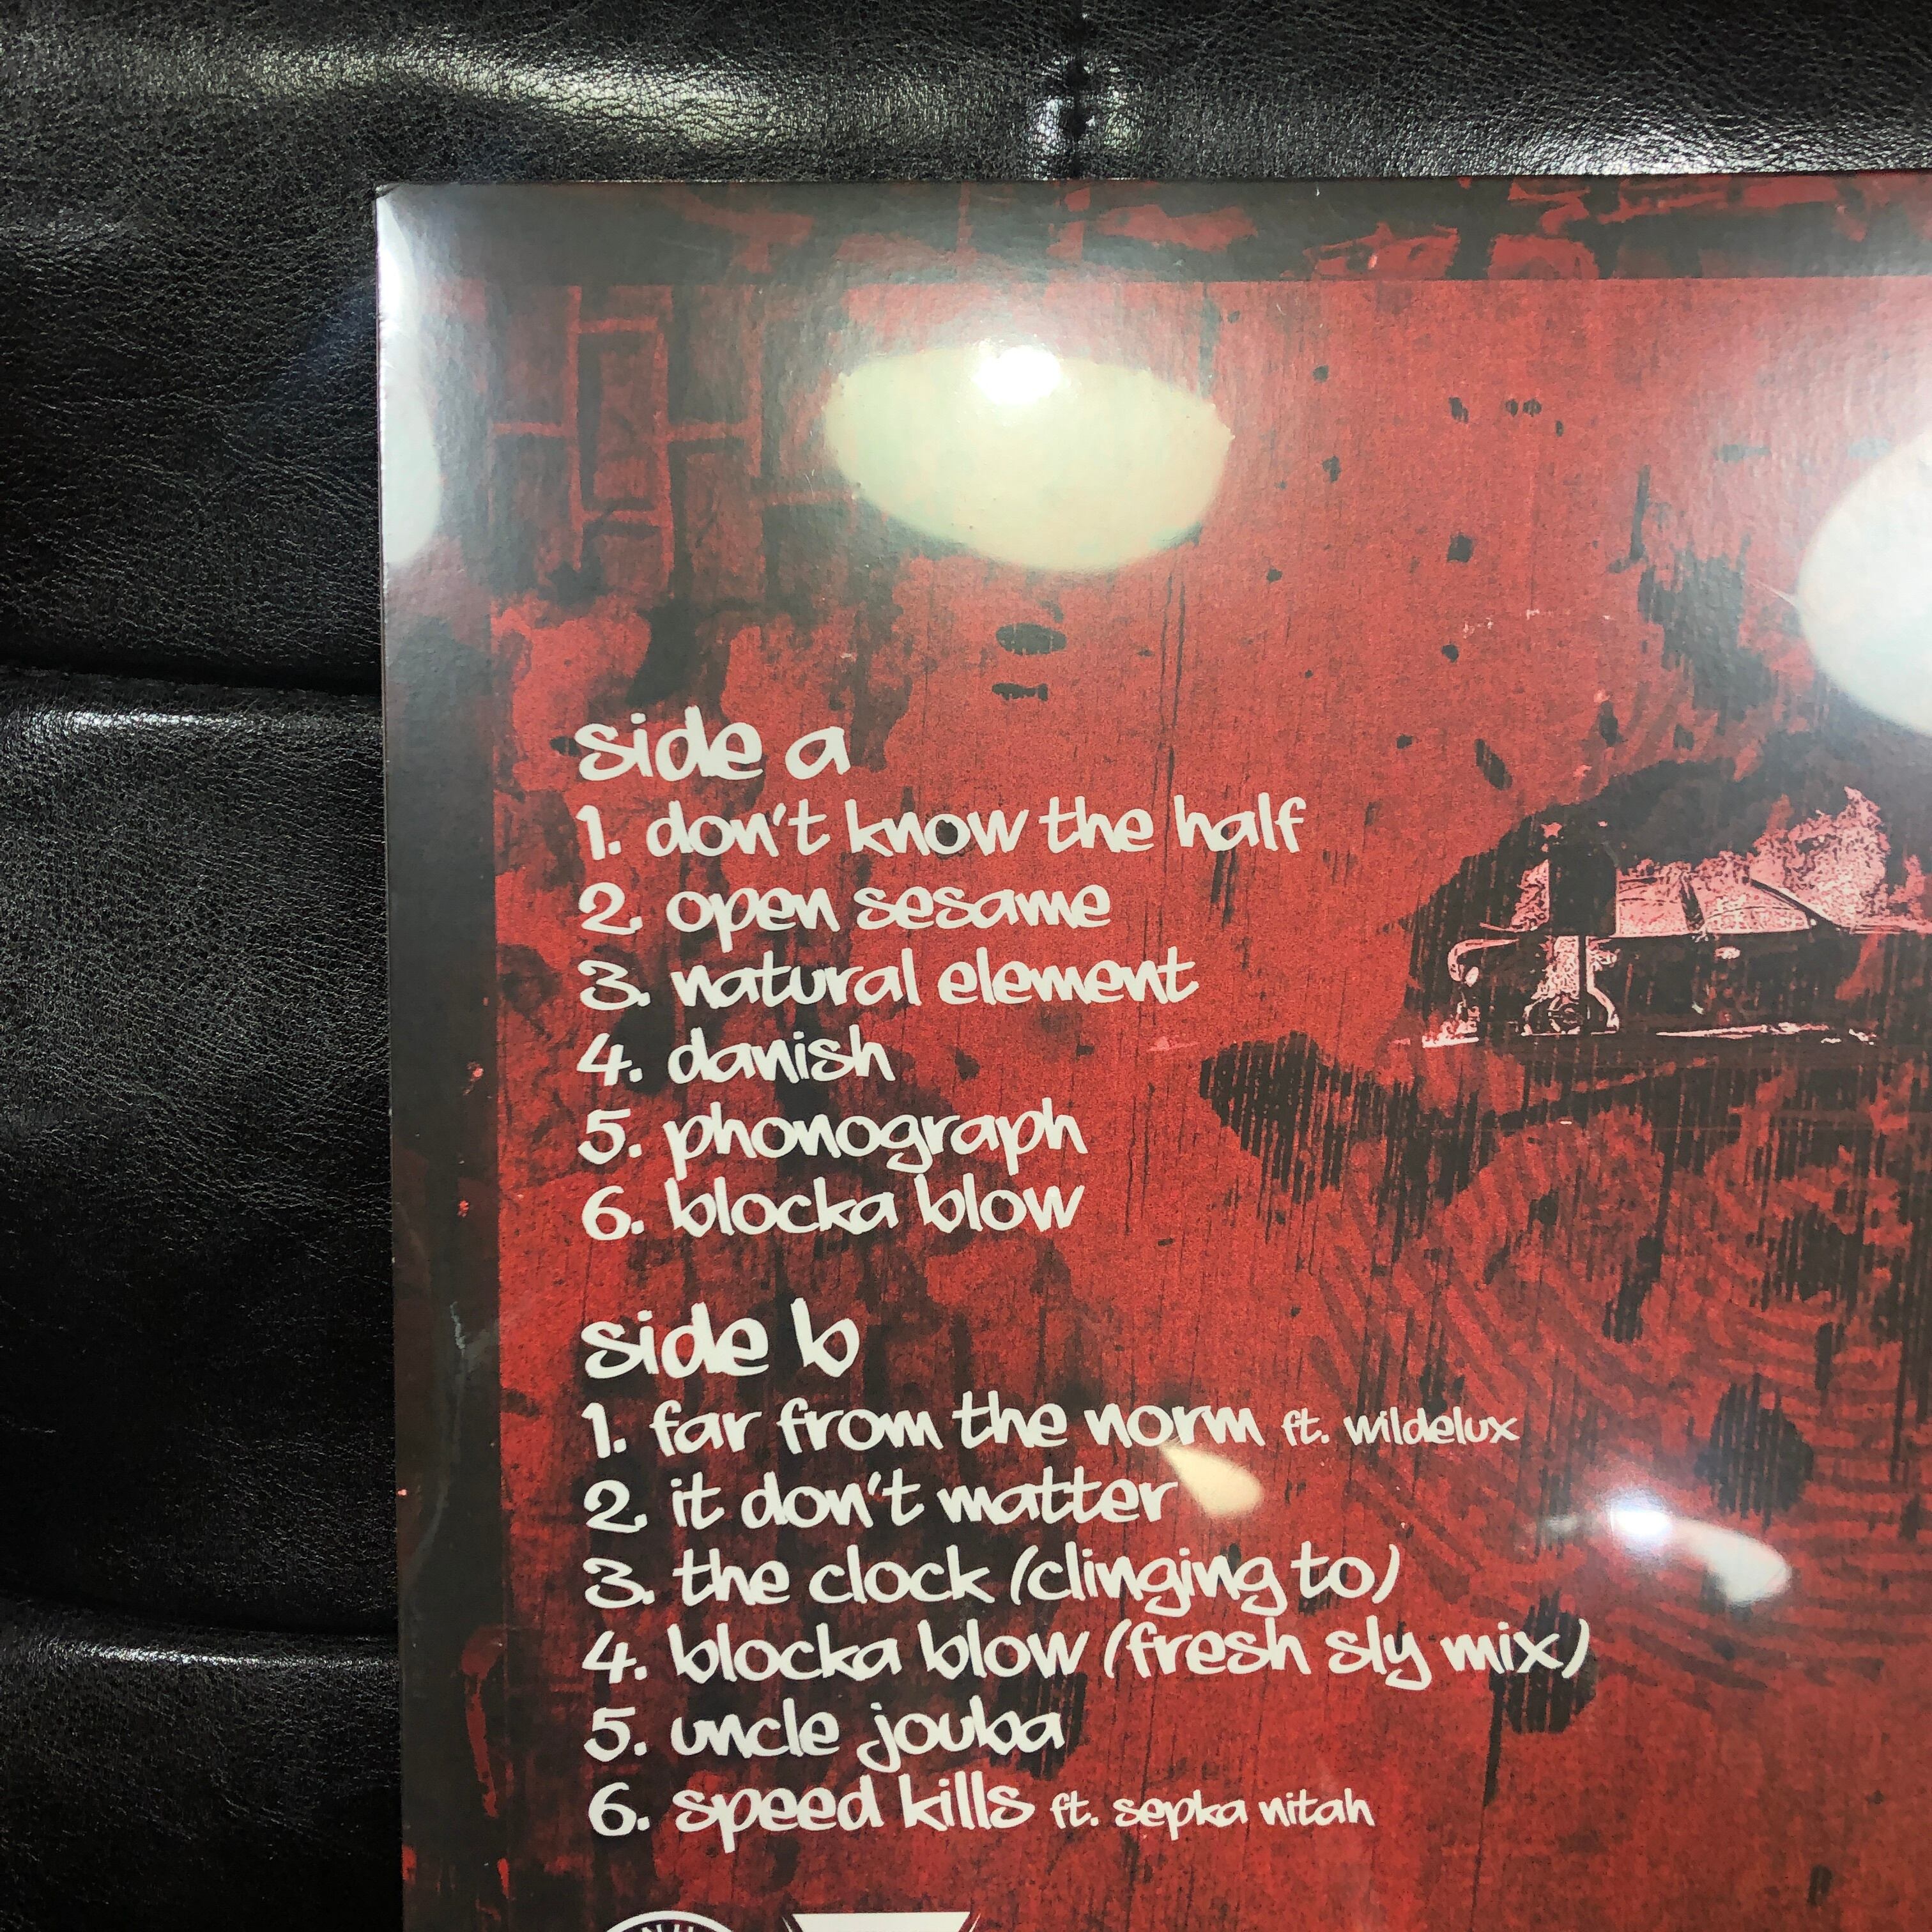 side a
1. don't know the half
2. open sesame
3. natural element
4. danish
5. phonograph
6. blocka blow
side b
1. far from the norm ft. wildelux
2. it don't matter
3. the clock (clinging to)
4. blocka blow (fresh sly mix)
5. uncle jouba
6. speed kills ft. sepka nitah